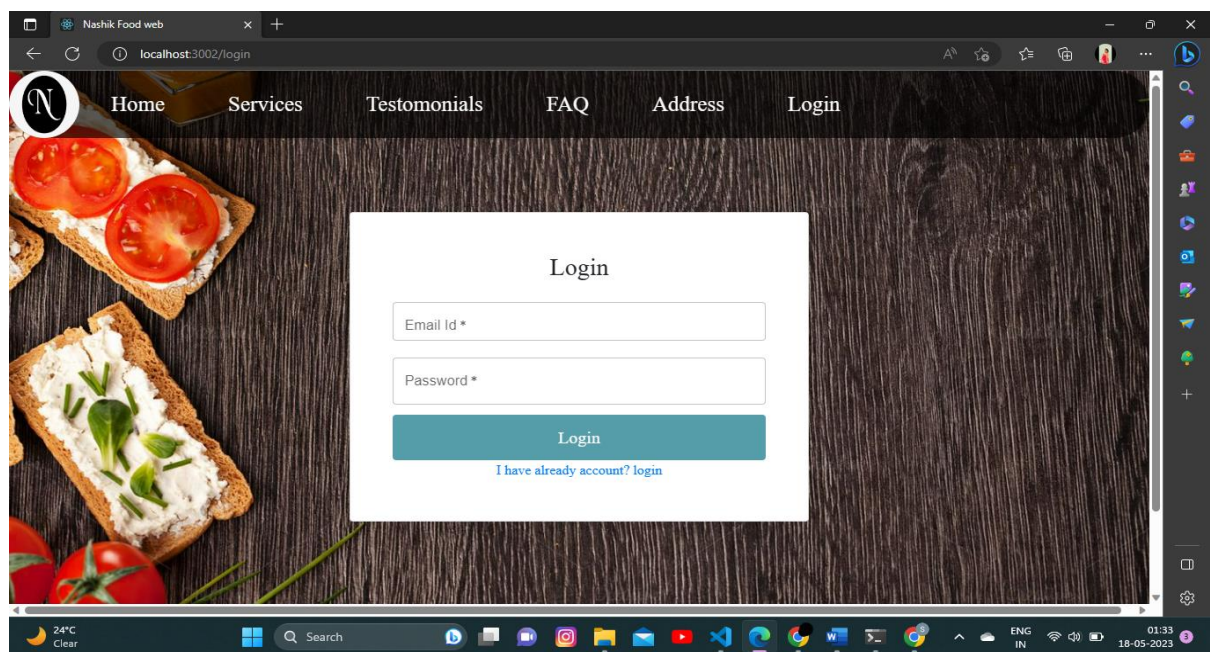 Nashik Food web
localhost:3002/login
N
Home Services Testomonials FAQ Address Login
Login
Email Id *
Password *
Login
I have already account? login
24°C
Clear
Search
ENG
IN
01:33
18-05-2023
3